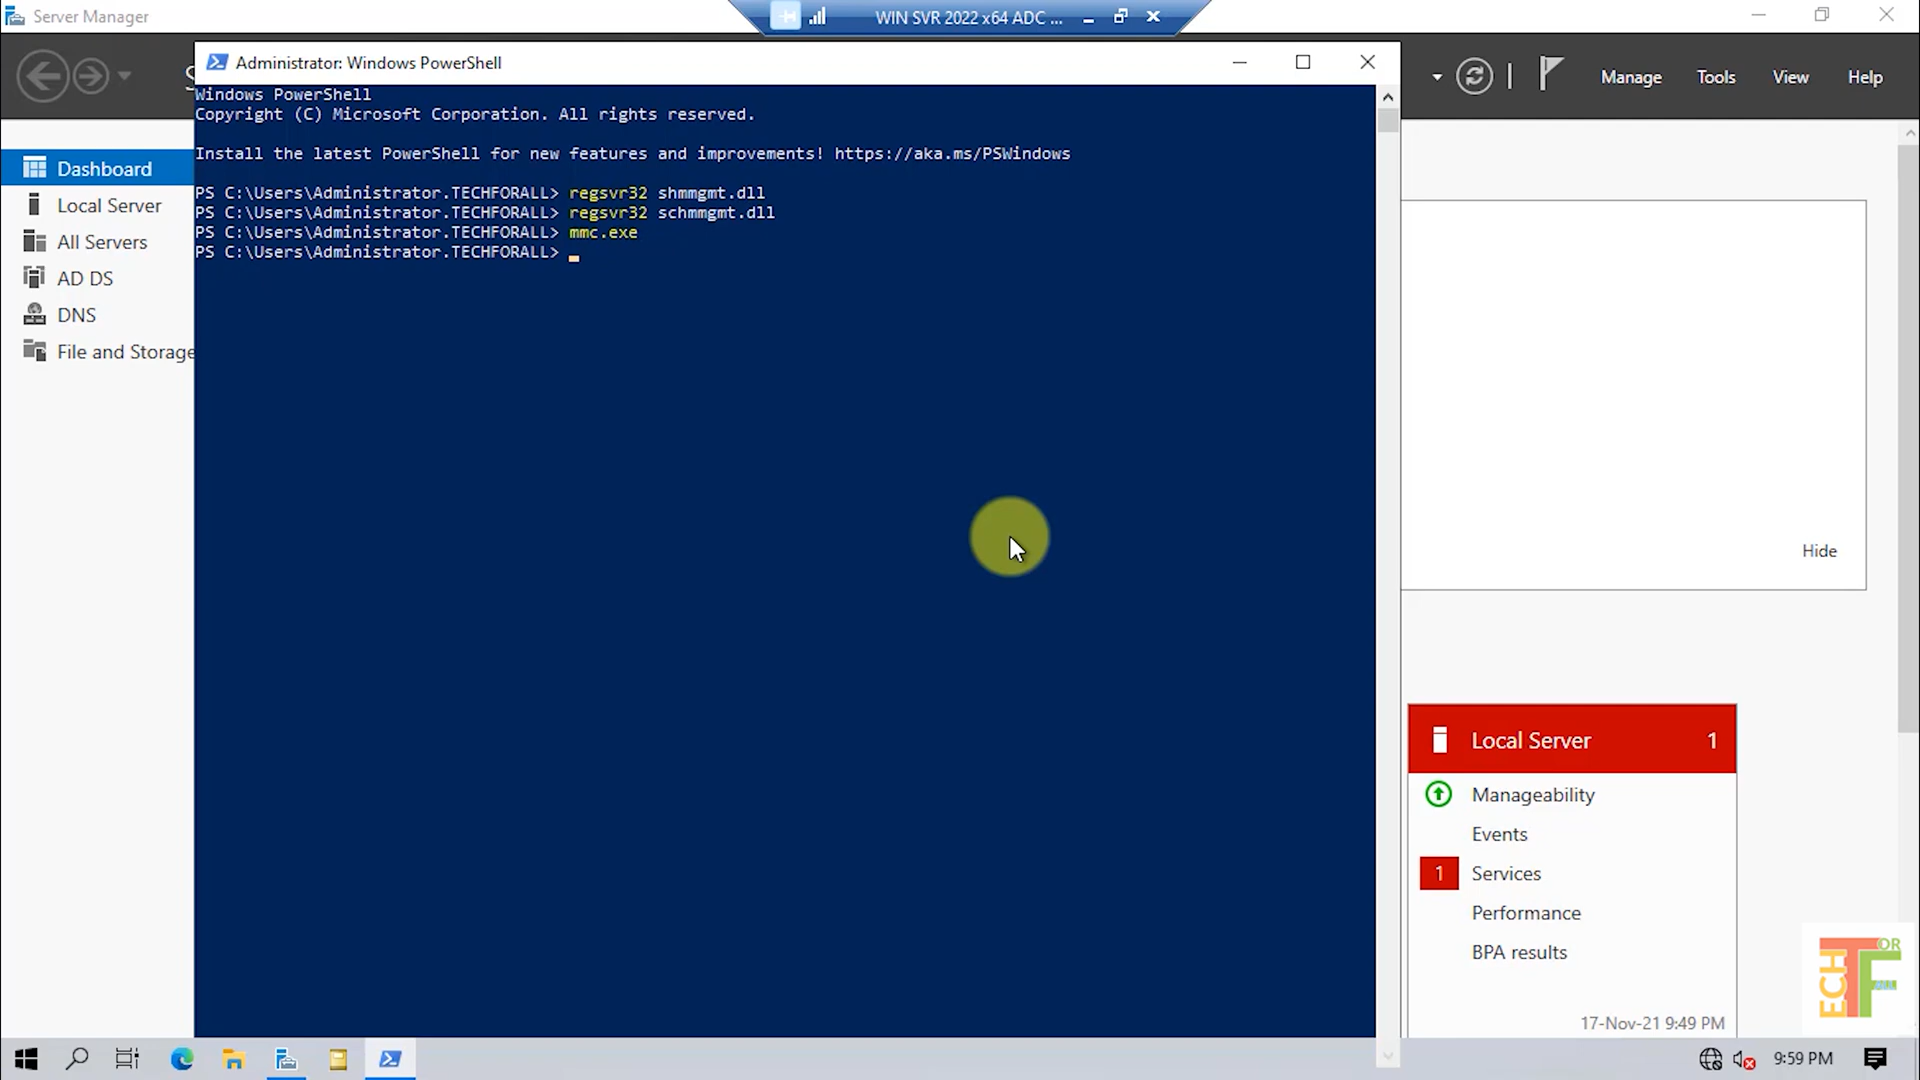 Server Manager
WIN SVR 2022 x64 ADC ...
Administrator: Windows PowerShell
Manage
Tools
View
Help
Windows PowerShell
Copyright (C) Microsoft Corporation. All rights reserved.
Install the latest PowerShell for new features and improvements! https://aka.ms/PSWindows
PS C:\Users\Administrator.TECHFORALL> regsvr32 shmmgmt.dll
PS C:\Users\Administrator.TECHFORALL> regsvr32 schmmgmt.dll
PS C:\Users\Administrator.TECHFORALL> mmc.exe
PS C:\Users\Administrator.TECHFORALL>
Dashboard
Local Server
All Servers
AD DS
DNS
File and Storage
Hide
Local Server 1
Manageability
Events
1 Services
Performance
BPA results
17-Nov-21 9:49 PM
TECH
FOR
9:59 PM